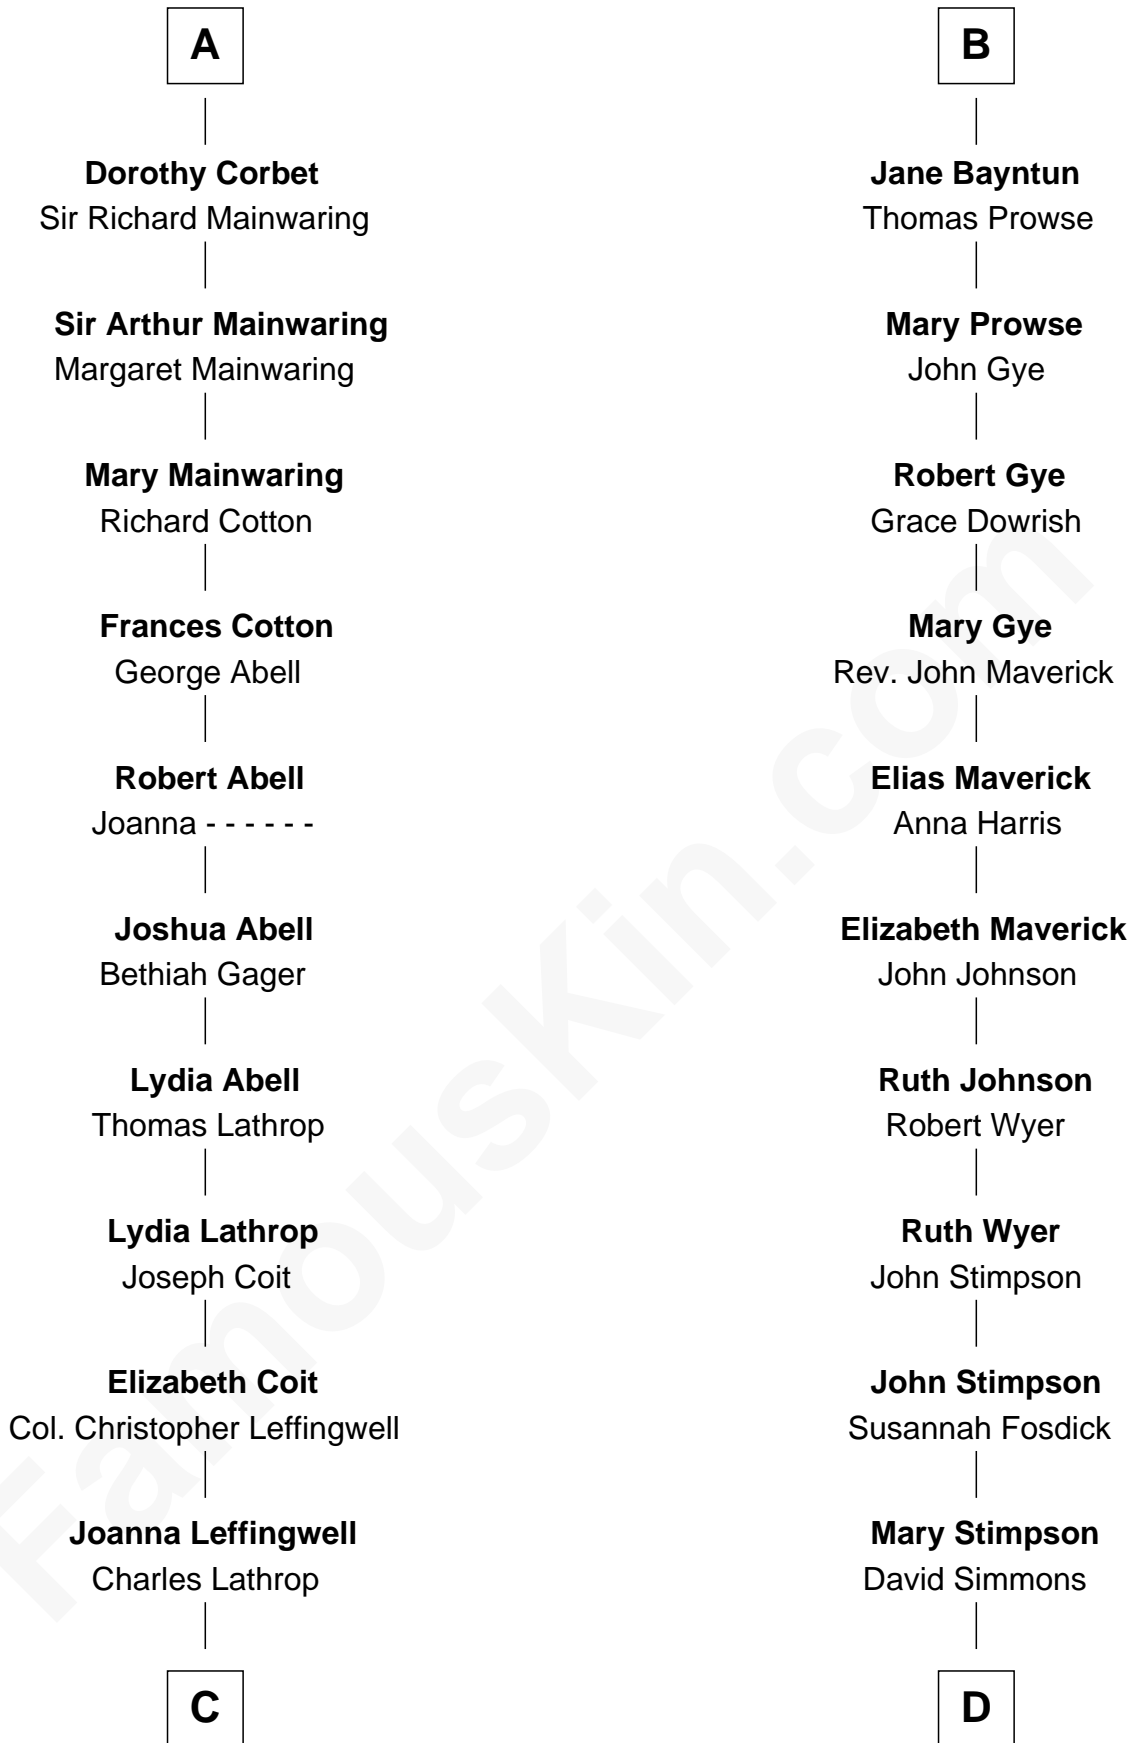 A
Dorothy Corbet
Sir Richard Mainwaring
Sir Arthur Mainwaring
Margaret Mainwaring
Mary Mainwaring
Richard Cotton
Frances Cotton
George Abell
Robert Abell
Joanna - - - - - -
Joshua Abell
Bethiah Gager
Lydia Abell
Thomas Lathrop
Lydia Lathrop
Joseph Coit
Elizabeth Coit
Col. Christopher Leffingwell
Joanna Leffingwell
Charles Lathrop
C
B
Jane Bayntun
Thomas Prowse
Mary Prowse
John Gye
Robert Gye
Grace Dowrish
Mary Gye
Rev. John Maverick
Elias Maverick
Anna Harris
Elizabeth Maverick
John Johnson
Ruth Johnson
Robert Wyer
Ruth Wyer
John Stimpson
John Stimpson
Susannah Fosdick
Mary Stimpson
David Simmons
D
FamousKin.com